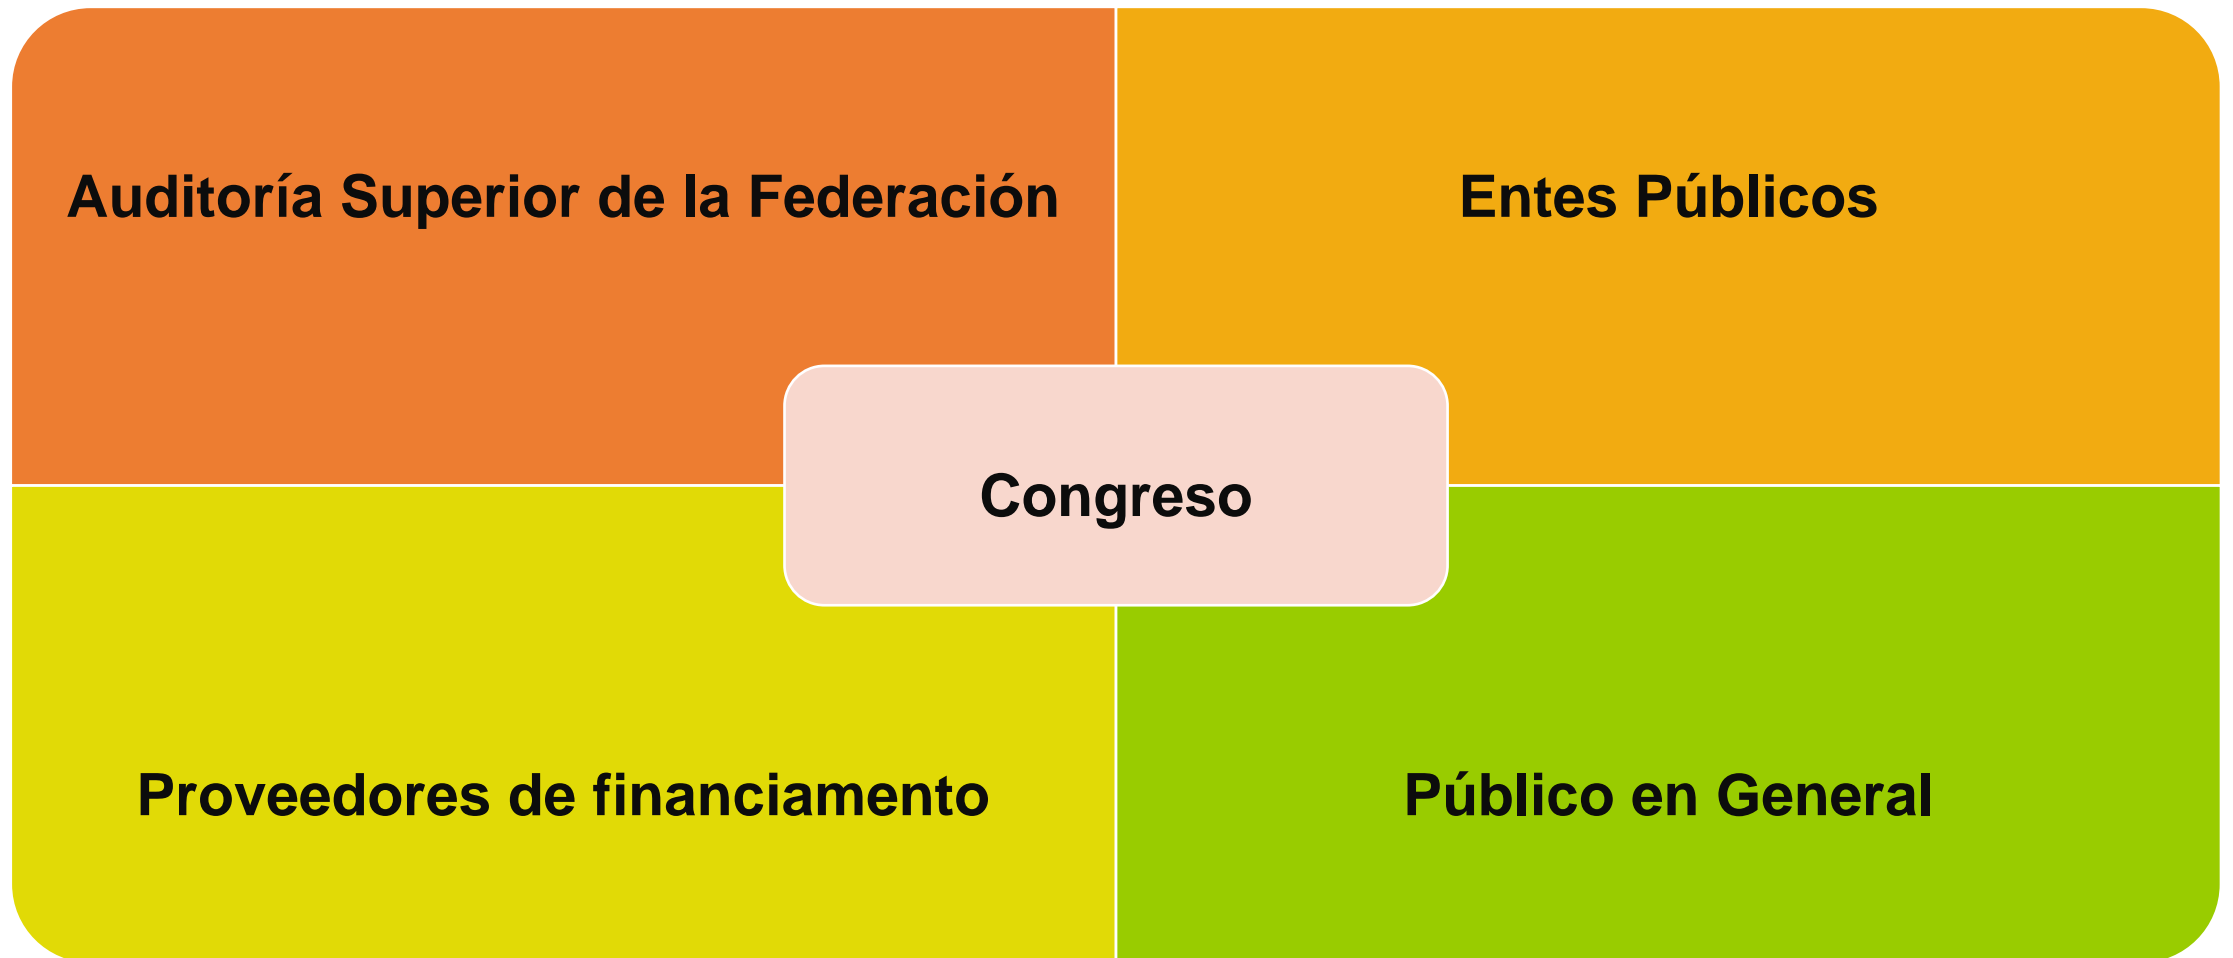 Auditoría Superior de la Federación
Entes Públicos
Congreso
Proveedores de financiamento
Público en General